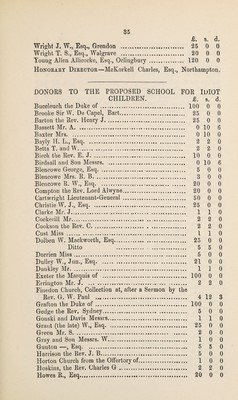 35
£. s. d.
Wright J. W., Esq., Grendon ........................ 25 0 0
Wright T. S., Esq., Walgrave ........................ 20 0 0
Young Allen Allicocke, Esq., Orlingbury ............... 120 0 0
HONORARY DIRECTOR—McKorkell Charles, Esq., Northampton.
DONORS TO THE PROPOSED SCHOOL FOR IDIOT
CHILDREN. £. s. d.
Buccleuch the Duke of ........................ 100 0 0
Brooke Sir W. De Capel, Bart........................ 25 0 0
Barton the Rev. Henry J. ........................ 25 0 0
Bassett Mr. A. ........................ 0 10 6
Baxter Mrs. ........................ 0 10 0
Bayly H. L., Esq. ........................ 2 2 0
Betts T. and W........................ 2 2 0
Birch the Rev. E. J. ........................ 10 0 0
Birdsall and Son Messrs. ........................ 0 10 6
Blencowe George, Esq. ........................ 5 0 0
Blencowe Mrs. R. B. ........................ 3 0 0
Blencowe R. W., Esq. ........................ 20 0 0
Compton the Rev. Lord Alwyne........................ 20 0 0
Cartwright Lieutenant-General ........................ 50 0 0
Christie W. J., Esq. ........................ 25 0 0
Clarke Mr. J........................ 1 1 0
Cockerill Mr. ........................ 2 2 0
Cookson the Rev. C. ........................ 2 2 0
Cust Miss ........................ 1 1 0
Dolben W. Mackworth, Esq. ........................ 25 0 0
Ditto ........................ 5 5 0
Dorrien Miss ........................ 5 0 0
Dulley W., Jun., Esq. ........................ 21 0 0
Dunkley Mr. ........................ 1 1 0
Exeter the Marquis of ........................ 100 0 0
Errington Mr. J. ........................ 2 2 0
Finedon Church, Collection at, after a Sermon by the
Rev. G. W. Paul ........................ 4 12 3
Grafton the Duke of ........................ 100 0 0
Gedge the Rev. Sydney ........................ 5 0 0
Gonski and Davis Messrs. ........................ 1 1 0
Grant (the late) W., Esq. ........................ 25 0 0
Green Mr. S. ........................ 2 0 0
Grey and Son Messrs. W. ........................ 1 0 0
Gunton —, Esq. ........................ 5 5 0
Harrison the Rev. J. B. ........................ 5 0 0
Horton Church from the Offertory of ........................ 1 0 0
Hoskins, the Rev. Charles G ........................ 2 2 0
Howes R., Esq. ........................ 20 0 0